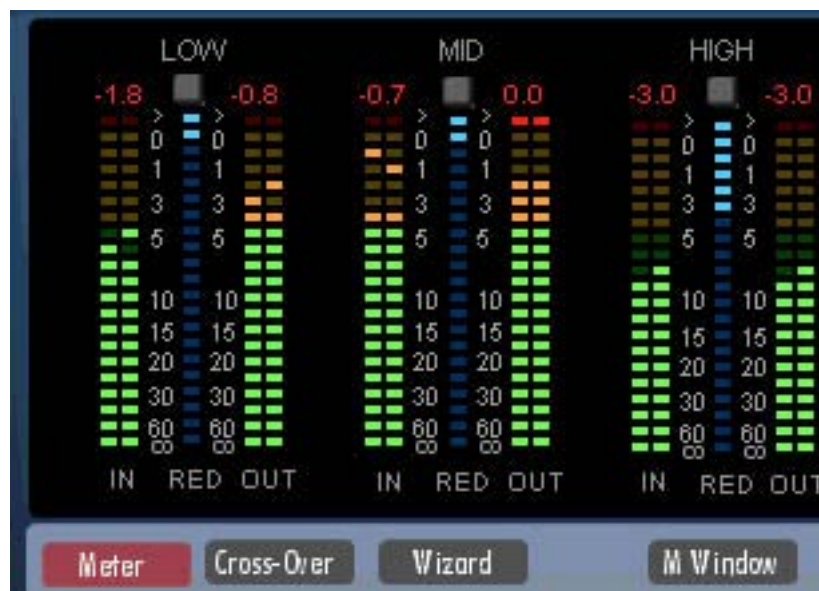 LOW MID HIGH
-1.8 -0.8 -0.7 0.0 -3.0 -3.0
> > > > > >
0 0 0 0 0 0
1 1 1 1 1 1
3 3 3 3 3 3
5 5 5 5 5 5
10 10 10 10 10 10
15 15 15 15 15 15
20 20 20 20 20 20
30 30 30 30 30 30
60 60 60 60 60 60
∞ ∞ ∞ ∞ ∞ ∞
IN RED OUT IN RED OUT IN RED OUT
Meter Cross-Over Wizard M Window